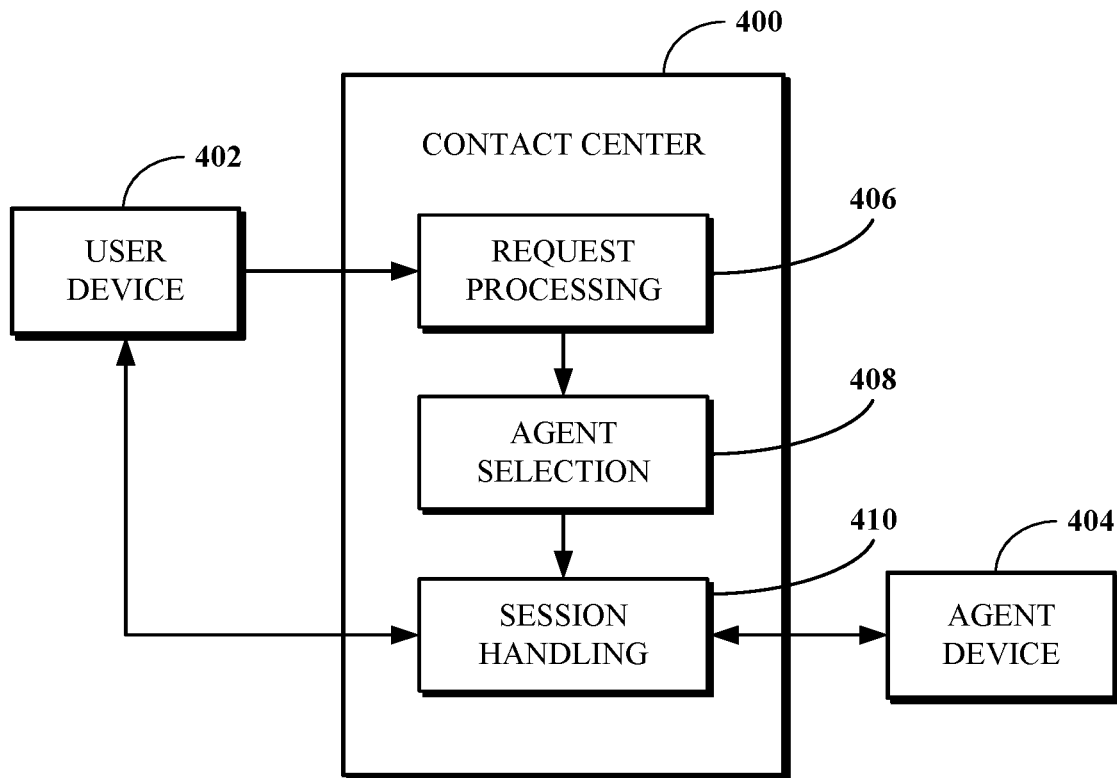 400
CONTACT CENTER
402
USER
DEVICE
406
REQUEST
PROCESSING
408
AGENT
SELECTION
410
SESSION
HANDLING
404
AGENT
DEVICE